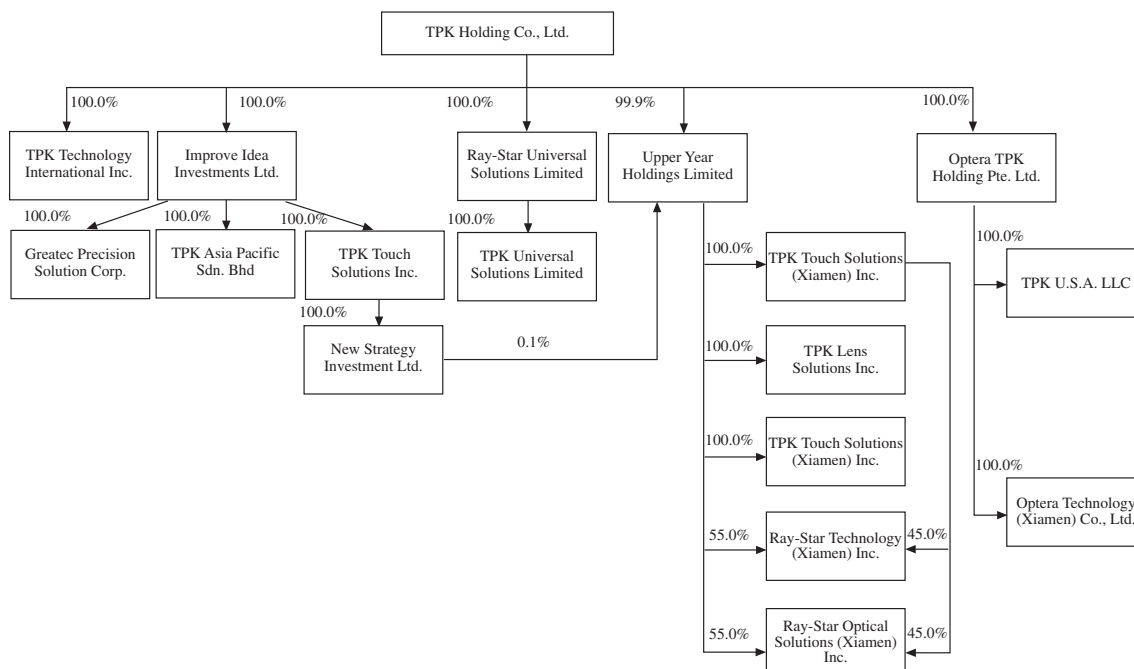 TPK Holding Co., Ltd.
100.0%
100.0%
100.0%
99.9%
100.0%
TPK Technology
International Inc.
Improve Idea
Investments Ltd.
Ray-Star Universal
Solutions Limited
Upper Year
Holdings Limited
Optera TPK
Holding Pte. Ltd.
100.0%
100.0%
100.0%
100.0%
Greatec Precision
Solution Corp.
TPK Asia Pacific
Sdn. Bhd
TPK Touch
Solutions Inc.
TPK Universal
Solutions Limited
100.0%
TPK Touch Solutions
(Xiamen) Inc.
100.0%
TPK U.S.A. LLC
100.0%
New Strategy
Investment Ltd.
0.1%
100.0%
TPK Lens
Solutions Inc.
100.0%
TPK Touch Solutions
(Xiamen) Inc.
100.0%
Optera Technology
(Xiamen) Co., Ltd.
55.0%
Ray-Star Technology
(Xiamen) Inc.
45.0%
55.0%
Ray-Star Optical
Solutions (Xiamen)
Inc.
45.0%